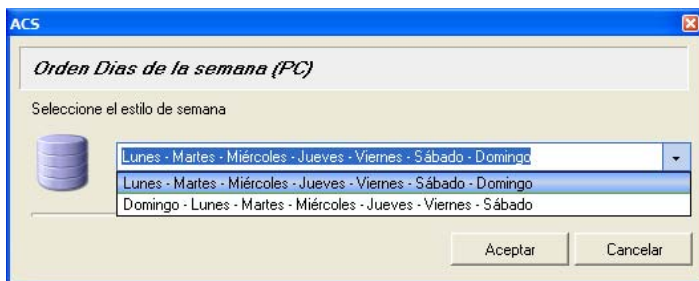 ACS
Orden Dias de la semana (PC)
Seleccione el estilo de semana
Lunes - Martes - Miércoles - Jueves - Viernes - Sábado - Domingo
Lunes - Martes - Miércoles - Jueves - Viernes - Sábado - Domingo
Domingo - Lunes - Martes - Miércoles - Jueves - Viernes - Sábado
Aceptar Cancelar